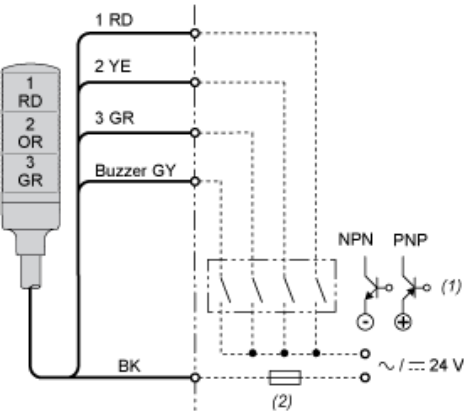 1 RD
2 YE
3 GR
Buzzer GY
1
RD
2
OR
3
GR
NPN PNP
(1)
BK
~ / ⎓ 24 V
(2)